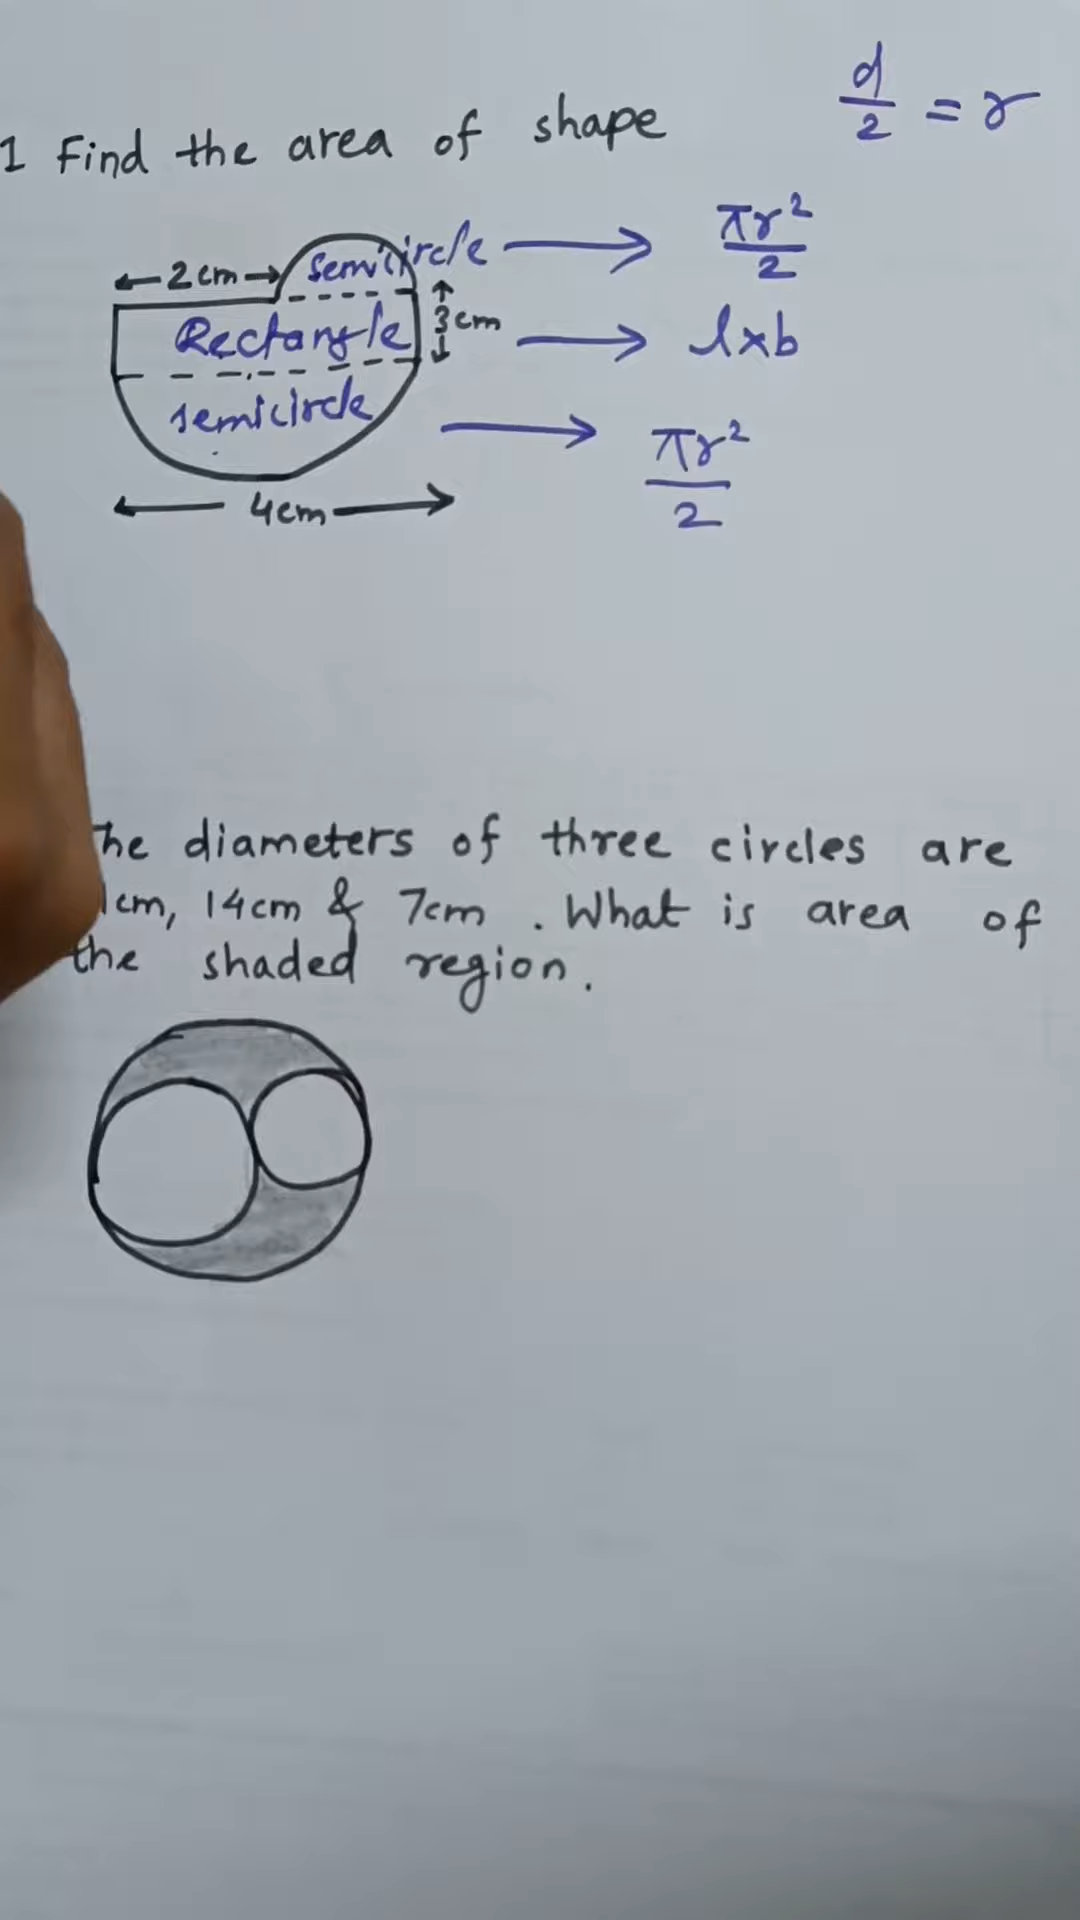 d/2 = r
1 Find the area of shape
←2cm→ semicircle → πr²/2
Rectangle 3cm → l×b
semicircle → πr²/2
4cm
he diameters of three circles are
cm, 14cm & 7cm. What is area of
the shaded region.